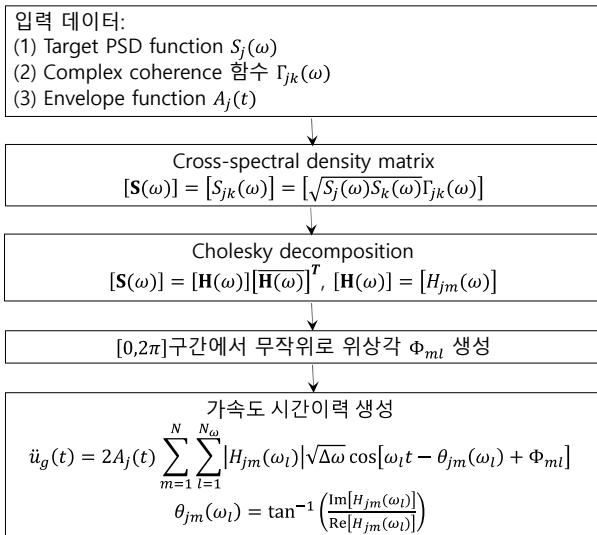 입력 데이터:
(1) Target PSD function S_j(ω)
(2) Complex coherence 함수 Γ_jk(ω)
(3) Envelope function A_j(t)
Cross-spectral density matrix
[𝐒(ω)] = [S_jk(ω)] = [√(S_j(ω)S_k(ω))Γ_jk(ω)]
Cholesky decomposition
[𝐒(ω)] = [𝐇(ω)][H̅(̅ω̅)̅]^T, [𝐇(ω)] = [H_jm(ω)]
[0,2π]구간에서 무작위로 위상각 Φ_ml 생성
가속도 시간이력 생성
ü_g(t) = 2A_j(t) ∑_{m=1}^{N} ∑_{l=1}^{N_ω} |H_jm(ω_l)|√Δω cos[ω_l t − θ_jm(ω_l) + Φ_ml]
θ_jm(ω_l) = tan⁻¹(Im[H_jm(ω_l)]/Re[H_jm(ω_l)])